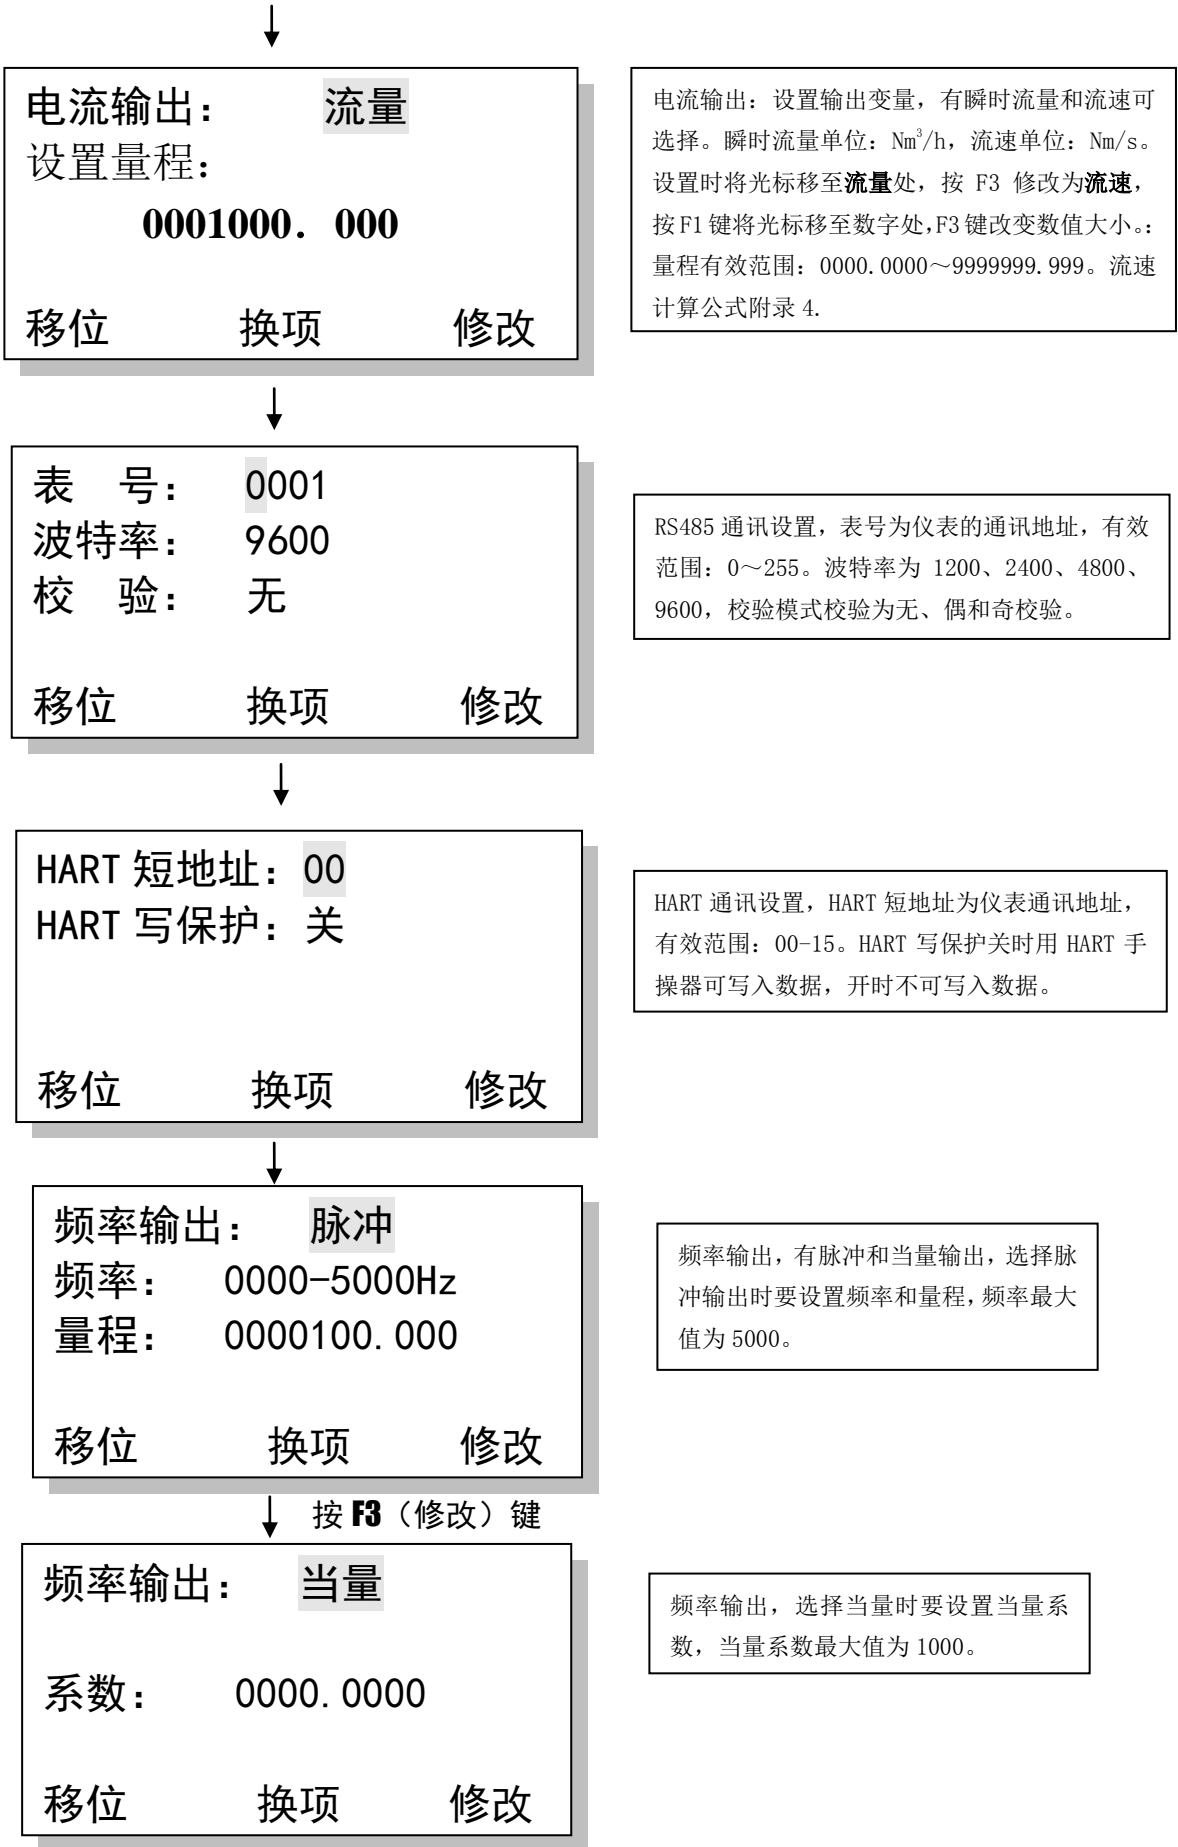 电流输出： 流量
设置量程：
0001000．000
移位 换项 修改
电流输出：设置输出变量，有瞬时流量和流速可
选择。瞬时流量单位：Nm³/h，流速单位：Nm/s。
设置时将光标移至流量处，按 F3 修改为流速，
按F1键将光标移至数字处，F3键改变数值大小。：
量程有效范围：0000.0000～9999999.999。流速
计算公式附录 4.
表 号： 0001
波特率： 9600
校 验： 无
移位 换项 修改
RS485 通讯设置，表号为仪表的通讯地址，有效
范围：0～255。波特率为 1200、2400、4800、
9600，校验模式校验为无、偶和奇校验。
HART 短地址：00
HART 写保护：关
移位 换项 修改
HART 通讯设置，HART 短地址为仪表通讯地址，
有效范围：00-15。HART 写保护关时用 HART 手
操器可写入数据，开时不可写入数据。
频率输出： 脉冲
频率： 0000-5000Hz
量程： 0000100.000
移位 换项 修改
频率输出，有脉冲和当量输出，选择脉
冲输出时要设置频率和量程，频率最大
值为 5000。
按 F3（修改）键
频率输出： 当量
系数： 0000.0000
移位 换项 修改
频率输出，选择当量时要设置当量系
数，当量系数最大值为 1000。